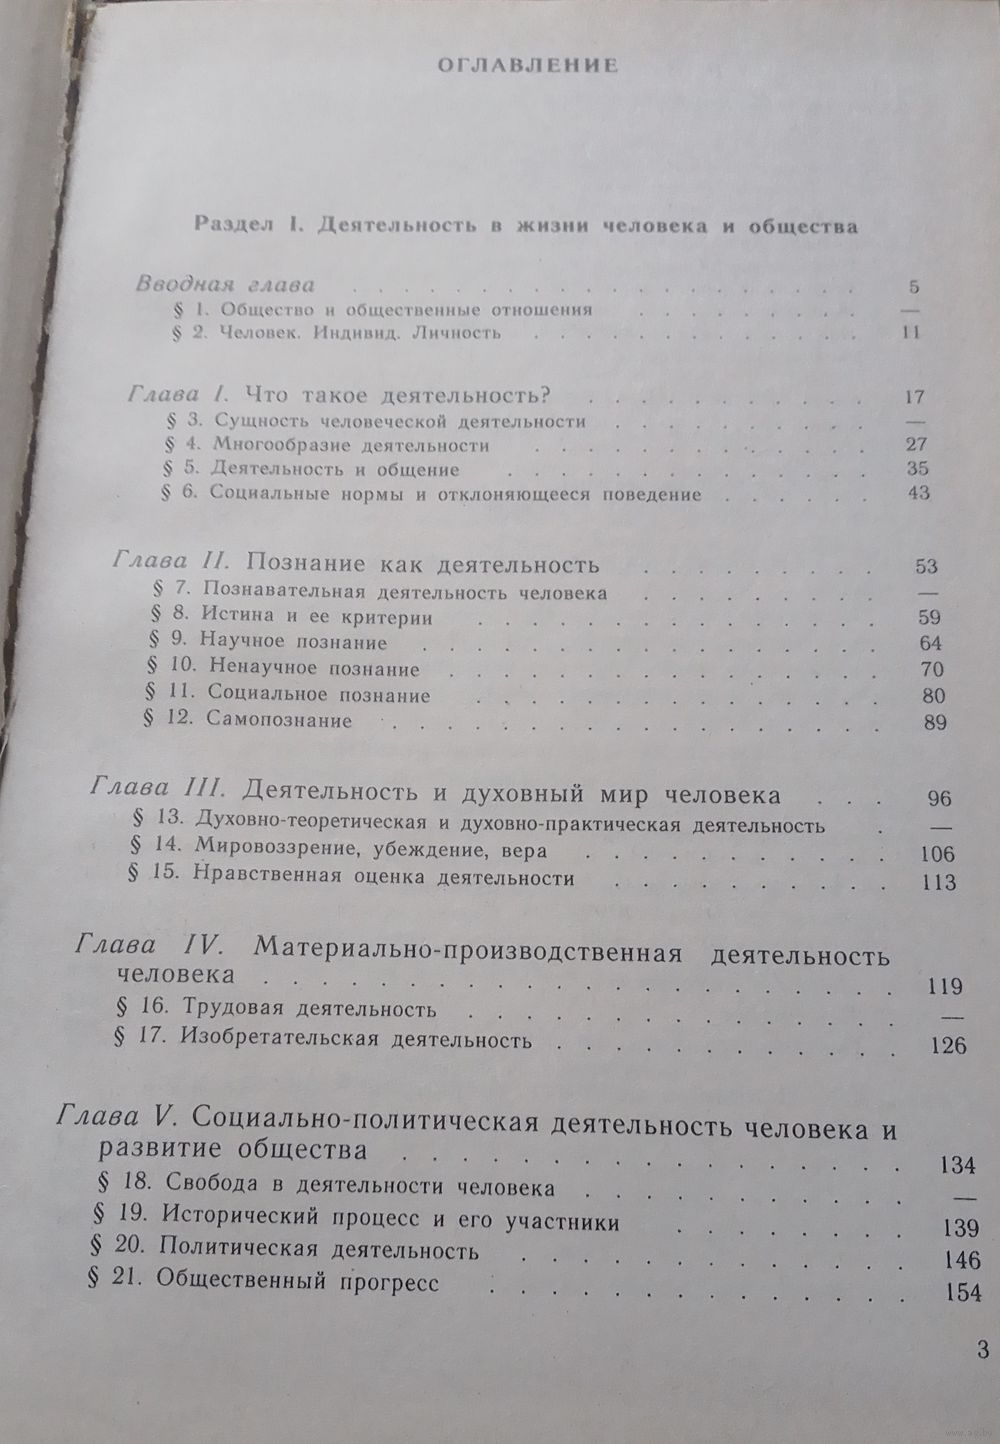 ОГЛАВЛЕНИЕ
Раздел I. Деятельность в жизни человека и общества
Вводная глава . . . . . . . . . . . . . . . . 5
§ 1. Общество и общественные отношения . . . . . . . . . —
§ 2. Человек. Индивид. Личность . . . . . . . . . . . . . 11
Глава I. Что такое деятельность? . . . . . . . . . . . 17
§ 3. Сущность человеческой деятельности . . . . . . . . . . —
§ 4. Многообразие деятельности . . . . . . . . . . . . . 27
§ 5. Деятельность и общение . . . . . . . . . . . . . . 35
§ 6. Социальные нормы и отклоняющееся поведение . . . . . . 43
Глава II. Познание как деятельность . . . . . . . . . 53
§ 7. Познавательная деятельность человека . . . . . . . . . —
§ 8. Истина и ее критерии . . . . . . . . . . . . . . . 59
§ 9. Научное познание . . . . . . . . . . . . . . . . . 64
§ 10. Ненаучное познание . . . . . . . . . . . . . . . . 70
§ 11. Социальное познание . . . . . . . . . . . . . . . 80
§ 12. Самопознание . . . . . . . . . . . . . . . . . . 89
Глава III. Деятельность и духовный мир человека . . . 96
§ 13. Духовно-теоретическая и духовно-практическая деятельность . —
§ 14. Мировоззрение, убеждение, вера . . . . . . . . . . . 106
§ 15. Нравственная оценка деятельности . . . . . . . . . . 113
Глава IV. Материально-производственная деятельность
человека . . . . . . . . . . . . . . . . . . 119
§ 16. Трудовая деятельность . . . . . . . . . . . . . . . —
§ 17. Изобретательская деятельность . . . . . . . . . . . . 126
Глава V. Социально-политическая деятельность человека и
развитие общества . . . . . . . . . . . . . . 134
§ 18. Свобода в деятельности человека . . . . . . . . . . . —
§ 19. Исторический процесс и его участники . . . . . . . . 139
§ 20. Политическая деятельность . . . . . . . . . . . . . 146
§ 21. Общественный прогресс . . . . . . . . . . . . . . 154
3